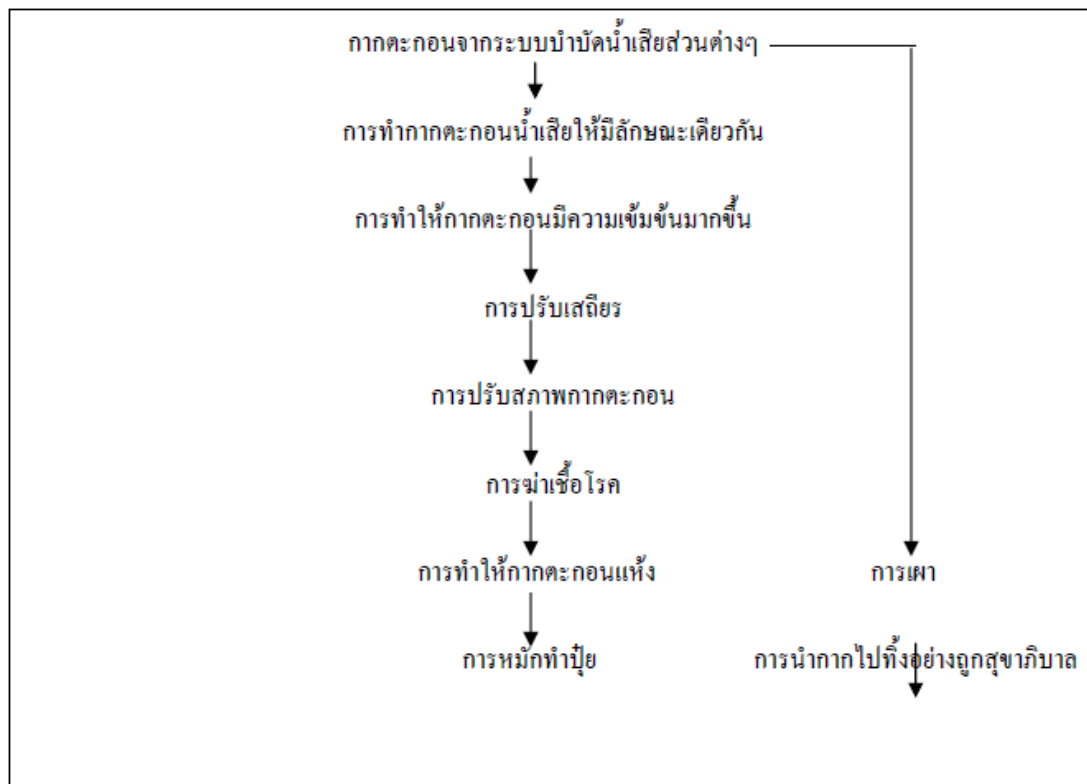 กากตะกอนจากระบบบำบัดน้ำเสียส่วนต่างๆ
การทำกากตะกอนน้ำเสียให้มีลักษณะเดียวกัน
การทำให้กากตะกอนมีความเข้มข้นมากขึ้น
การปรับเสถียร
การปรับสภาพกากตะกอน
การฆ่าเชื้อโรค
การทำให้กากตะกอนแห้ง
การเผา
การหมักทำปุ๋ย
การนำกากไปทิ้งอย่างถูกสุขาภิบาล